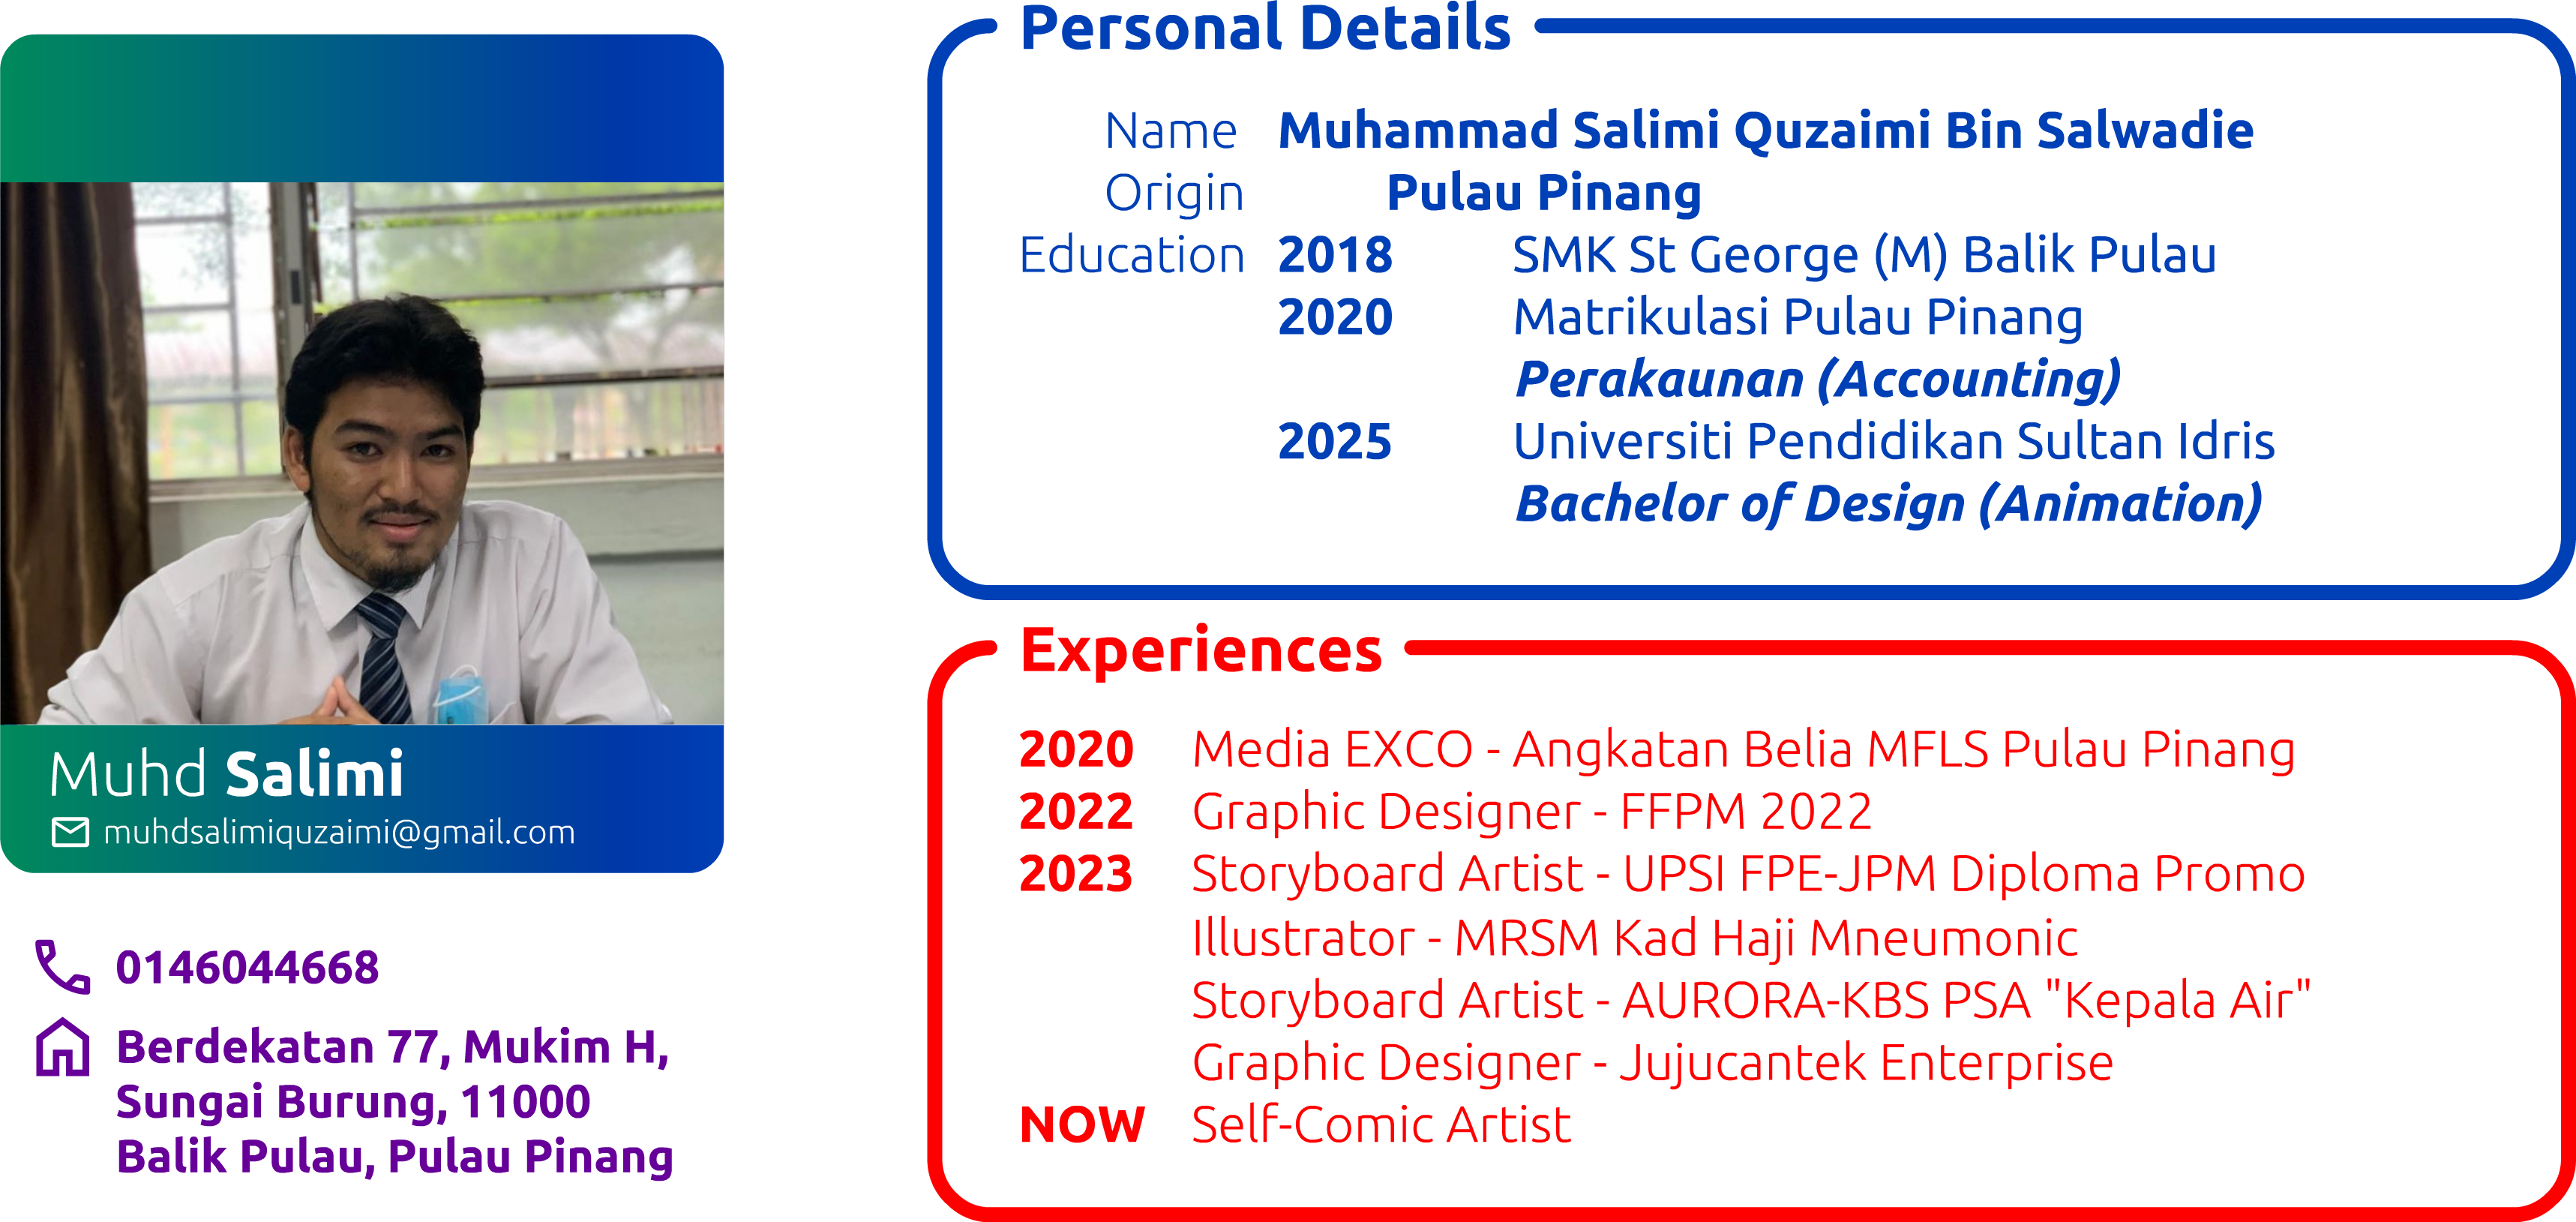 Muhd Salimi
muhdsalimiquzaimi@gmail.com
0146044668
Berdekatan 77, Mukim H,
Sungai Burung, 11000
Balik Pulau, Pulau Pinang
Personal Details
Name Muhammad Salimi Quzaimi Bin Salwadie
Origin Pulau Pinang
Education 2018 SMK St George (M) Balik Pulau
2020 Matrikulasi Pulau Pinang
Perakaunan (Accounting)
2025 Universiti Pendidikan Sultan Idris
Bachelor of Design (Animation)
Experiences
2020 Media EXCO - Angkatan Belia MFLS Pulau Pinang
2022 Graphic Designer - FFPM 2022
2023 Storyboard Artist - UPSI FPE-JPM Diploma Promo
Illustrator - MRSM Kad Haji Mneumonic
Storyboard Artist - AURORA-KBS PSA "Kepala Air"
Graphic Designer - Jujucantek Enterprise
NOW Self-Comic Artist